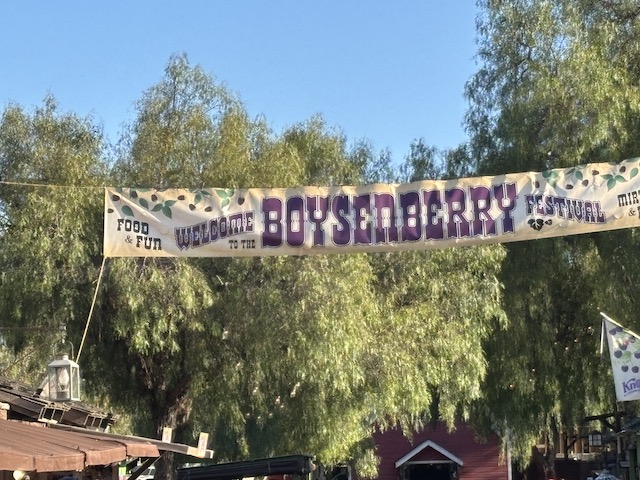 FOOD
& FUN
WELCOME
TO THE
BOYSENBERRY
FESTIVAL